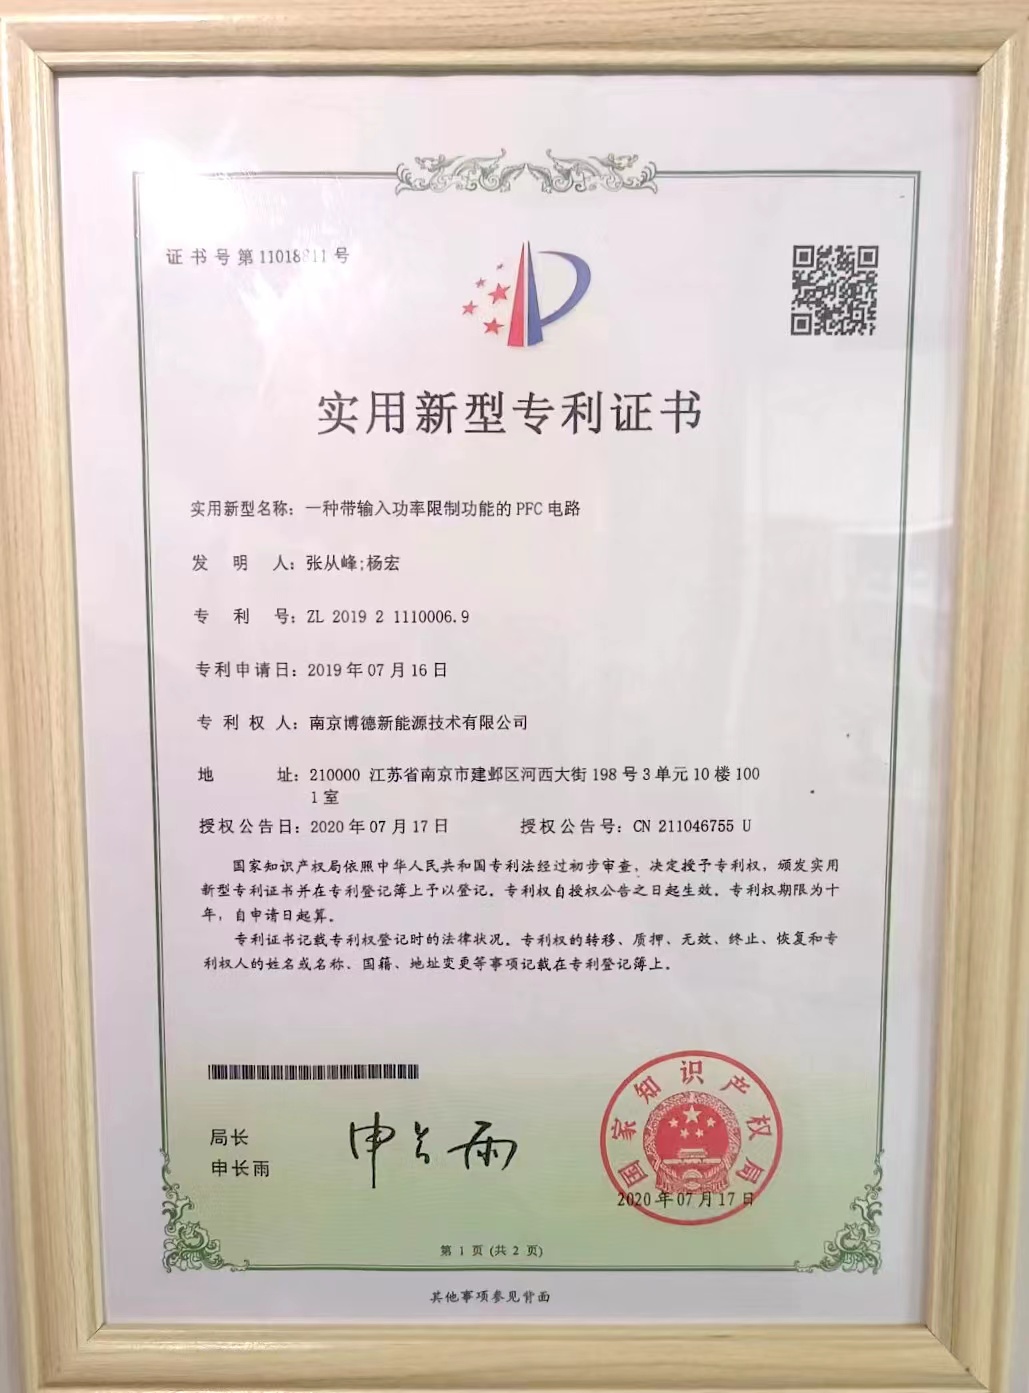 证书号第11018811号
实用新型专利证书
实用新型名称：一种带输入功率限制功能的PFC电路
发明人：张从峰;杨宏
专利号：ZL 2019 2 1110006.9
专利申请日：2019年07月16日
专利权人：南京博德新能源技术有限公司
地址：210000 江苏省南京市建邺区河西大街198号3单元10楼100
1室
授权公告日：2020年07月17日 授权公告号：CN 211046755 U
国家知识产权局依照中华人民共和国专利法经过初步审查，决定授予专利权，颁发实用
新型专利证书并在专利登记簿上予以登记。专利权自授权公告之日起生效。专利权期限为十
年，自申请日起算。
专利证书记载专利权登记时的法律状况。专利权的转移、质押、无效、终止、恢复和专
利权人的姓名或名称、国籍、地址变更等事项记载在专利登记簿上。
局长
申长雨
申长雨
国家知识产权局
2020年07月17日
第 1 页 (共 2 页)
其他事项参见背面